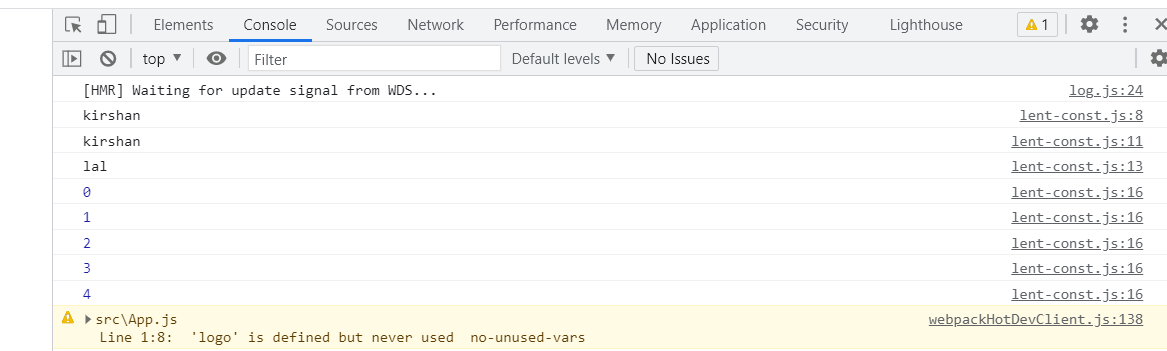 Elements Console Sources Network Performance Memory Application Security Lighthouse 1
top Filter Default levels No Issues
[HMR] Waiting for update signal from WDS... log.js:24
kirshan lent-const.js:8
kirshan lent-const.js:11
lal lent-const.js:13
0 lent-const.js:16
1 lent-const.js:16
2 lent-const.js:16
3 lent-const.js:16
4 lent-const.js:16
src\App.js webpackHotDevClient.js:138
Line 1:8: 'logo' is defined but never used no-unused-vars